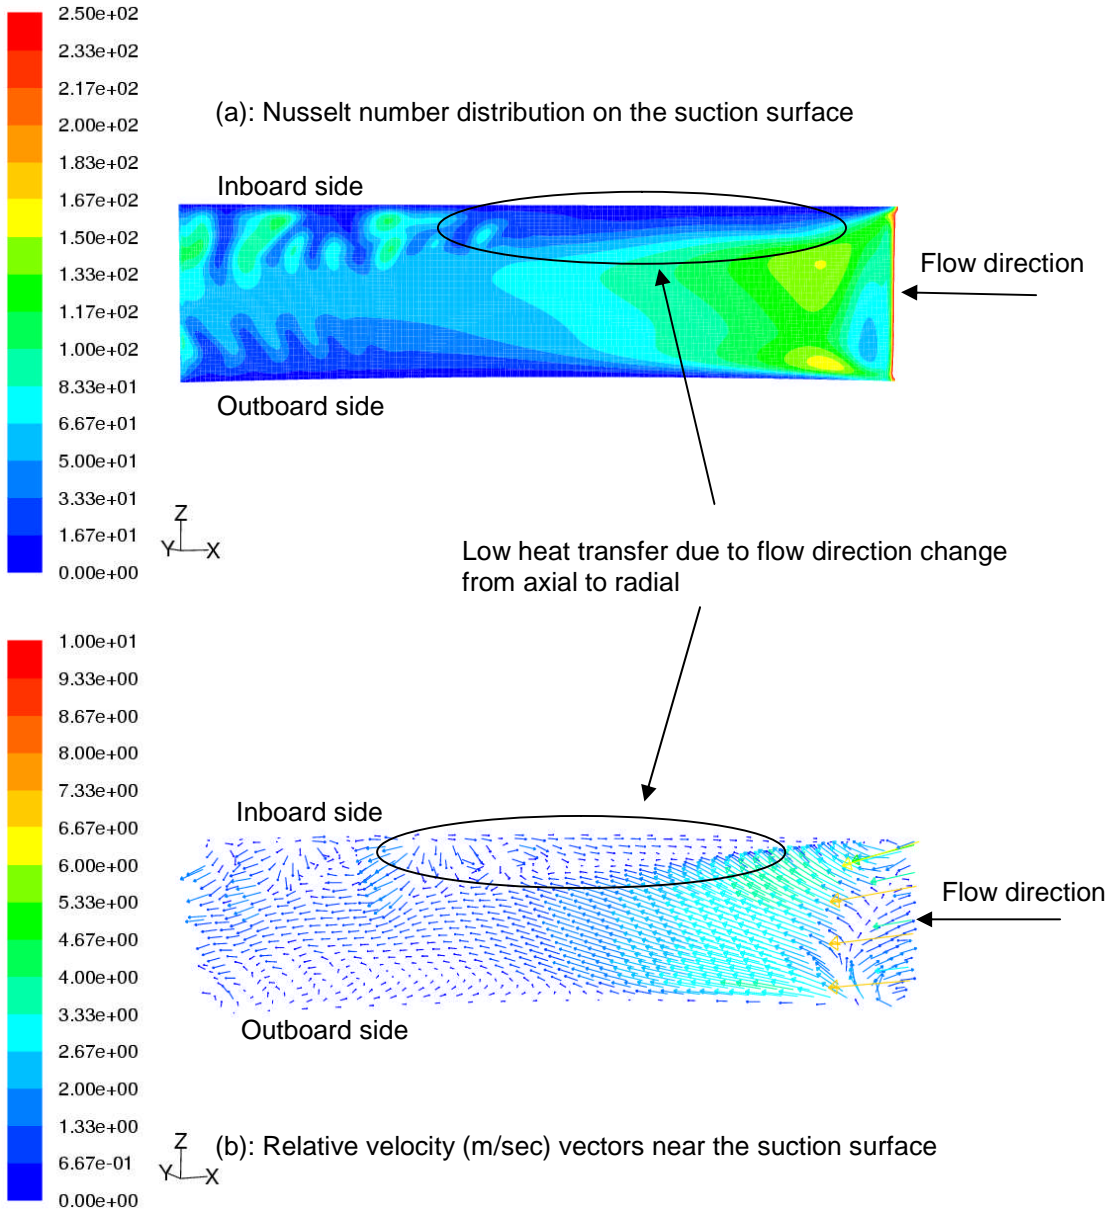 2.50e+02
2.33e+02
2.17e+02
2.00e+02
1.83e+02
1.67e+02
1.50e+02
1.33e+02
1.17e+02
1.00e+02
8.33e+01
6.67e+01
5.00e+01
3.33e+01
1.67e+01
0.00e+00
(a): Nusselt number distribution on the suction surface
Inboard side
Flow direction
Outboard side
Z
Y X
Low heat transfer due to flow direction change
from axial to radial
1.00e+01
9.33e+00
8.67e+00
8.00e+00
7.33e+00
6.67e+00
6.00e+00
5.33e+00
4.67e+00
4.00e+00
3.33e+00
2.67e+00
2.00e+00
1.33e+00
6.67e-01
0.00e+00
Inboard side
Flow direction
Outboard side
Z
Y X
(b): Relative velocity (m/sec) vectors near the suction surface